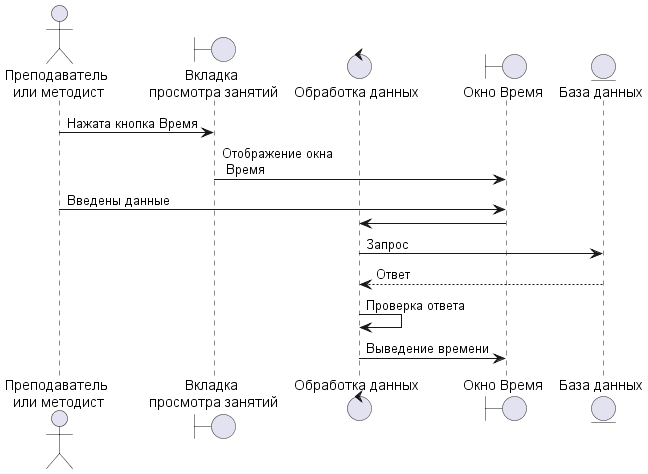 Преподаватель
или методист
Вкладка
просмотра занятий
Обработка данных
Окно Время
База данных
Нажата кнопка Время
Отображение окна
Время
Введены данные
Запрос
Ответ
Проверка ответа
Выведение времени
Преподаватель
или методист
Вкладка
просмотра занятий
Обработка данных
Окно Время
База данных